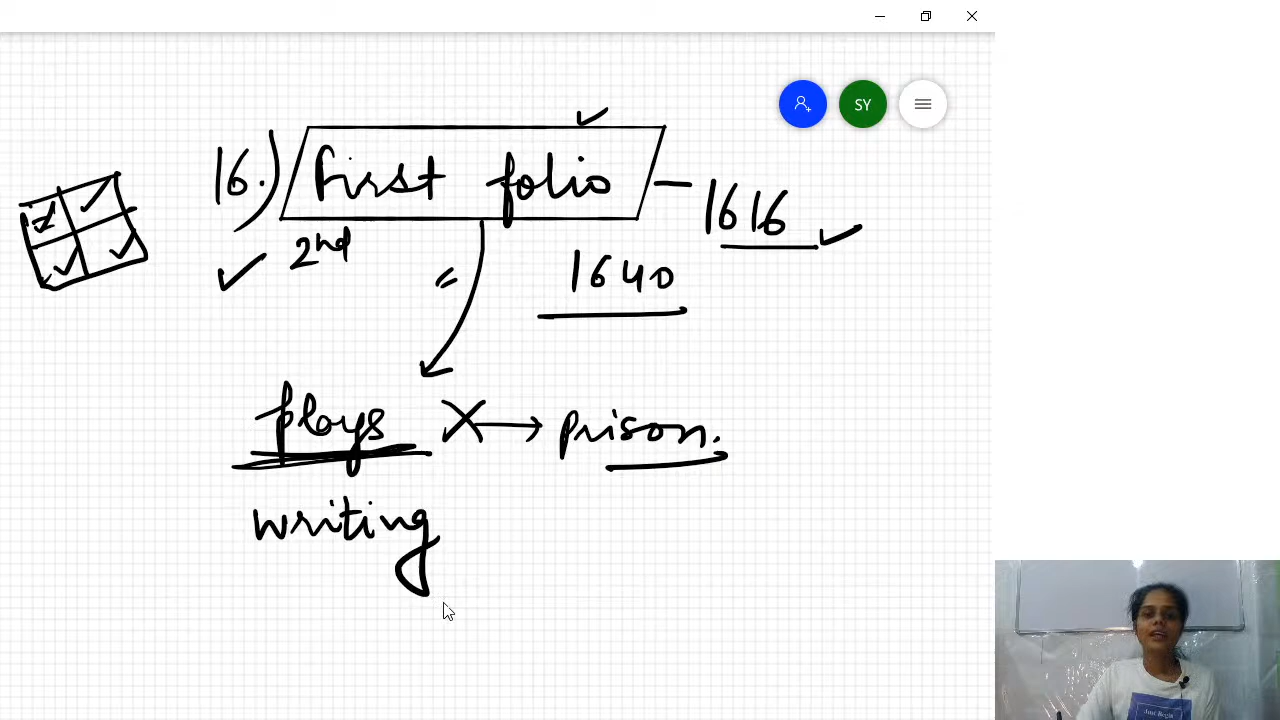 SY
16.) First folio - 1616
2nd 1640
plays X → prison.
writing